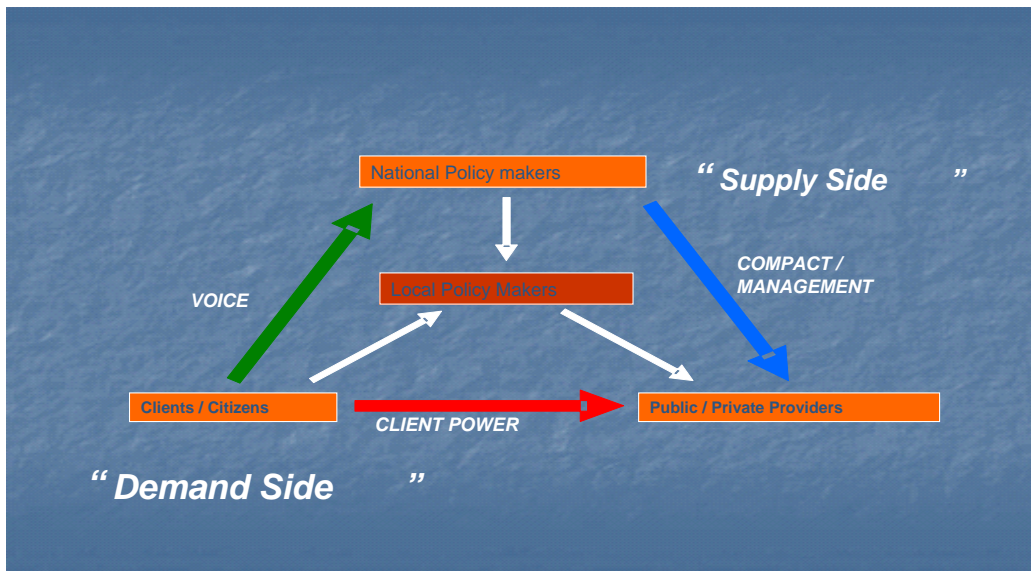 National Policy makers
“ Supply Side ”
COMPACT /
MANAGEMENT
Local Policy Makers
VOICE
Clients / Citizens
Public / Private Providers
CLIENT POWER
“ Demand Side ”